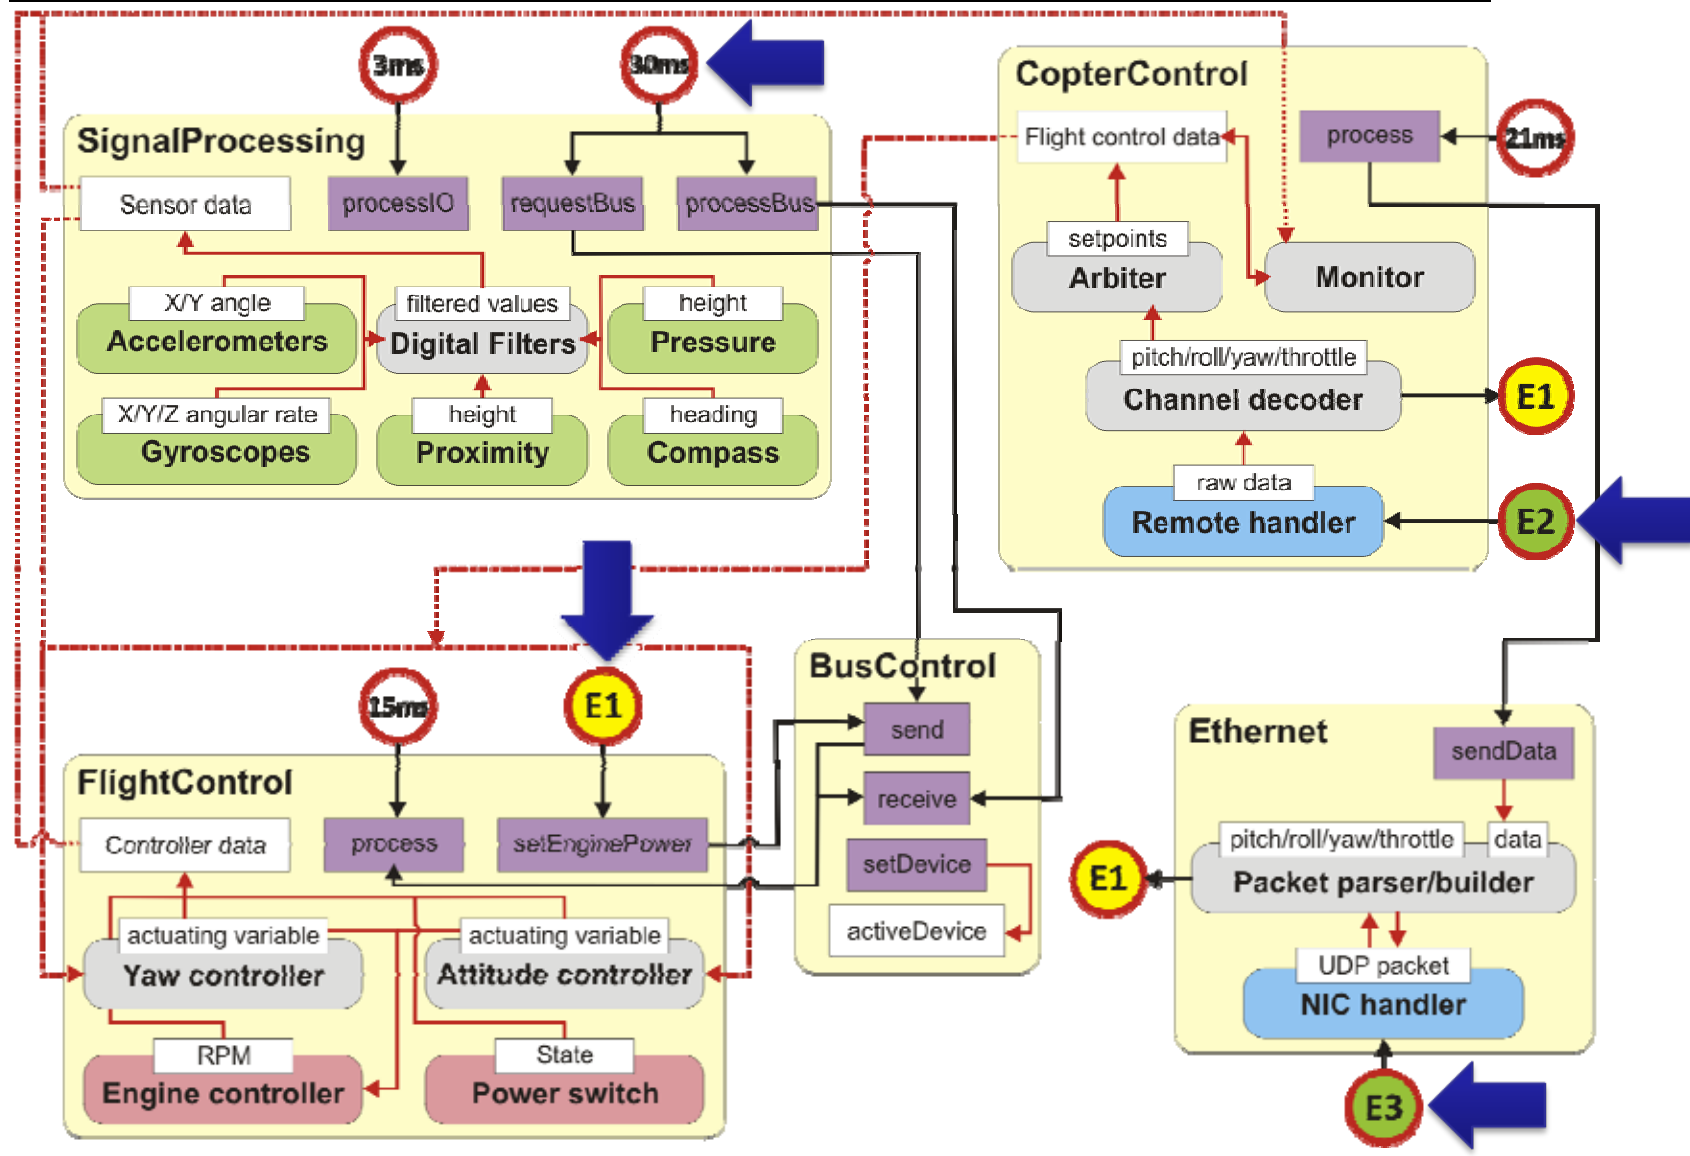 3ms
30ms
CopterControl
Flight control data
process
21ms
SignalProcessing
Sensor data
processIO
requestBus
processBus
setpoints
Arbiter
Monitor
X/Y angle
filtered values
height
Accelerometers
Digital Filters
Pressure
pitch/roll/yaw/throttle
Channel decoder
E1
X/Y/Z angular rate
height
heading
Gyroscopes
Proximity
Compass
raw data
Remote handler
E2
15ms
E1
BusControl
send
receive
setDevice
activeDevice
Ethernet
sendData
pitch/roll/yaw/throttle
data
Packet parser/builder
E1
UDP packet
NIC handler
E3
FlightControl
Controller data
process
setEnginePower
actuating variable
actuating variable
Yaw controller
Attitude controller
RPM
State
Engine controller
Power switch